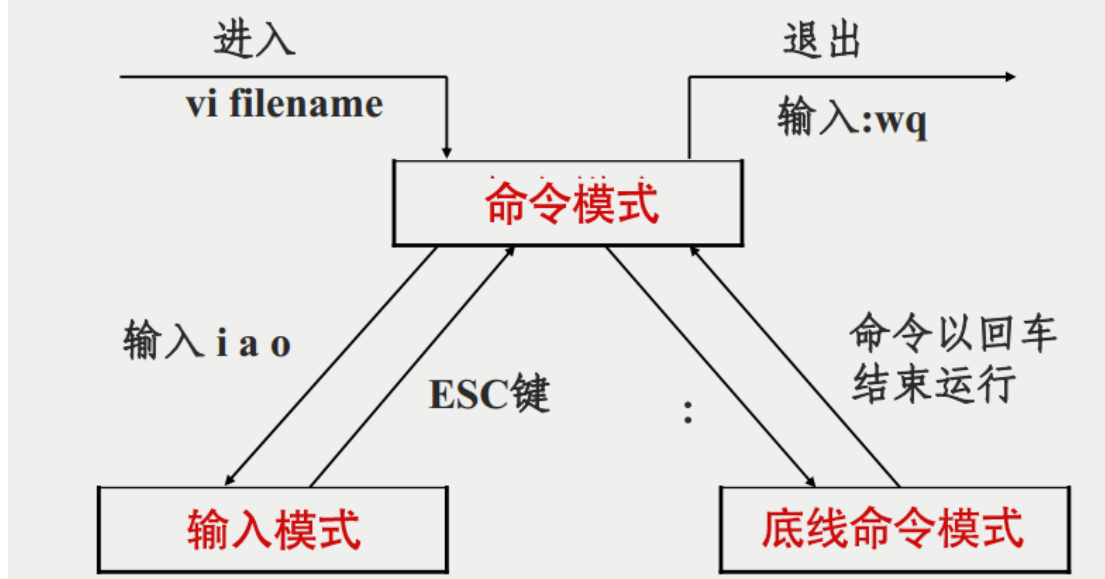 进入
退出
vi filename
输入:wq
命令模式
输入 i a o
命令以回车
结束运行
ESC键
:
输入模式
底线命令模式